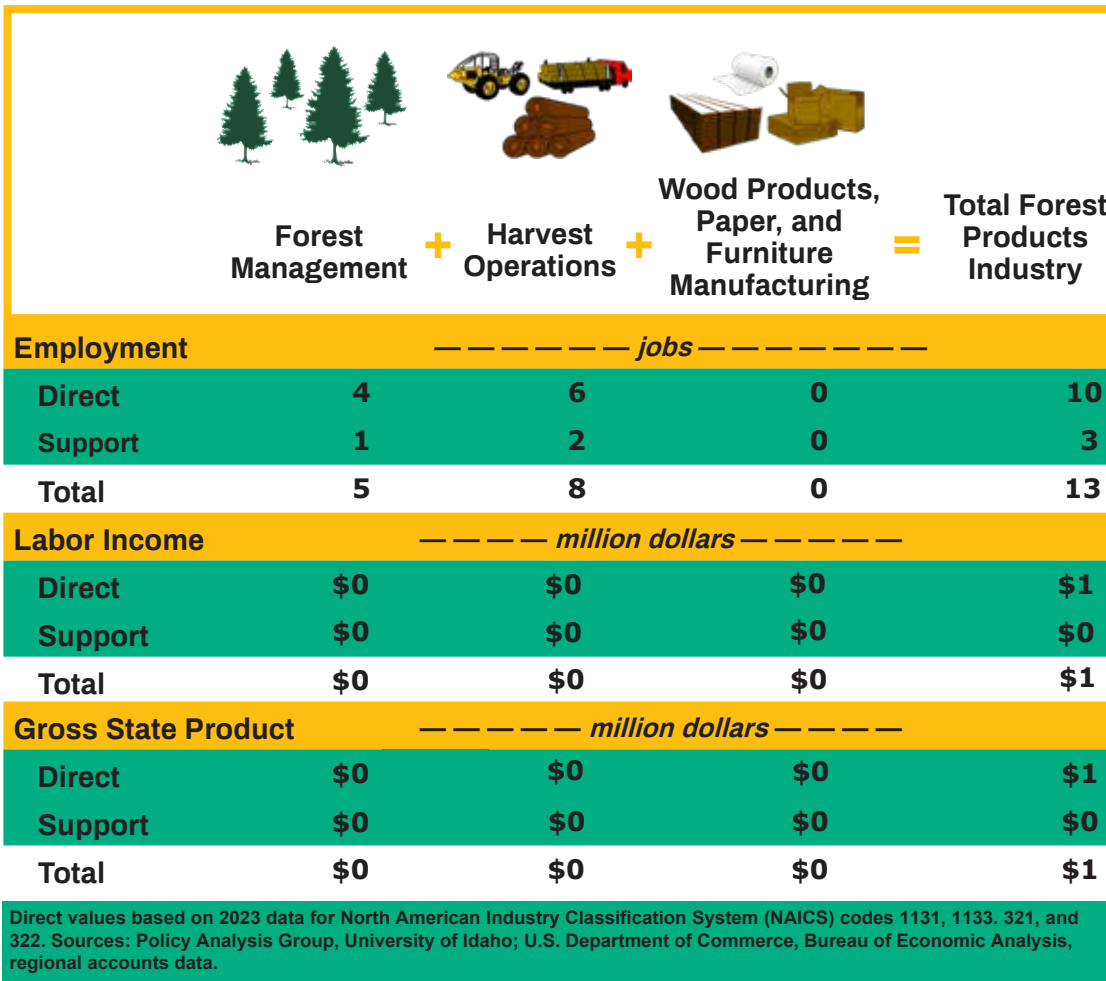 Forest
Management
+
Harvest
Operations
+
Wood Products,
Paper, and
Furniture
Manufacturing
=
Total Forest
Products
Industry
Employment — — — — — — jobs — — — — — — —
Direct 4 6 0 10
Support 1 2 0 3
Total 5 8 0 13
Labor Income — — — — million dollars — — — — —
Direct $0 $0 $0 $1
Support $0 $0 $0 $0
Total $0 $0 $0 $1
Gross State Product — — — — — million dollars — — — —
Direct $0 $0 $0 $1
Support $0 $0 $0 $0
Total $0 $0 $0 $1
Direct values based on 2023 data for North American Industry Classification System (NAICS) codes 1131, 1133. 321, and
322. Sources: Policy Analysis Group, University of Idaho; U.S. Department of Commerce, Bureau of Economic Analysis,
regional accounts data.